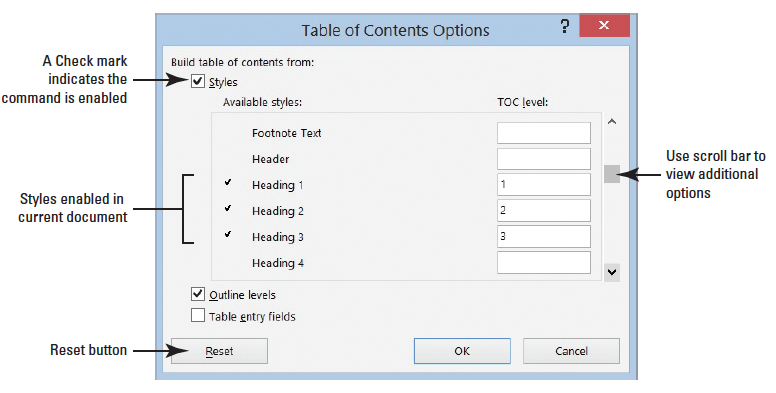 Table of Contents Options
?
x
Build table of contents from:
A Check mark
indicates the
command is enabled
Styles
Available styles:
TOC level:
Footnote Text
Header
Heading 1
1
Heading 2
2
Heading 3
3
Heading 4
Styles enabled in
current document
Use scroll bar to
view additional
options
Outline levels
Table entry fields
Reset button
Reset
OK
Cancel